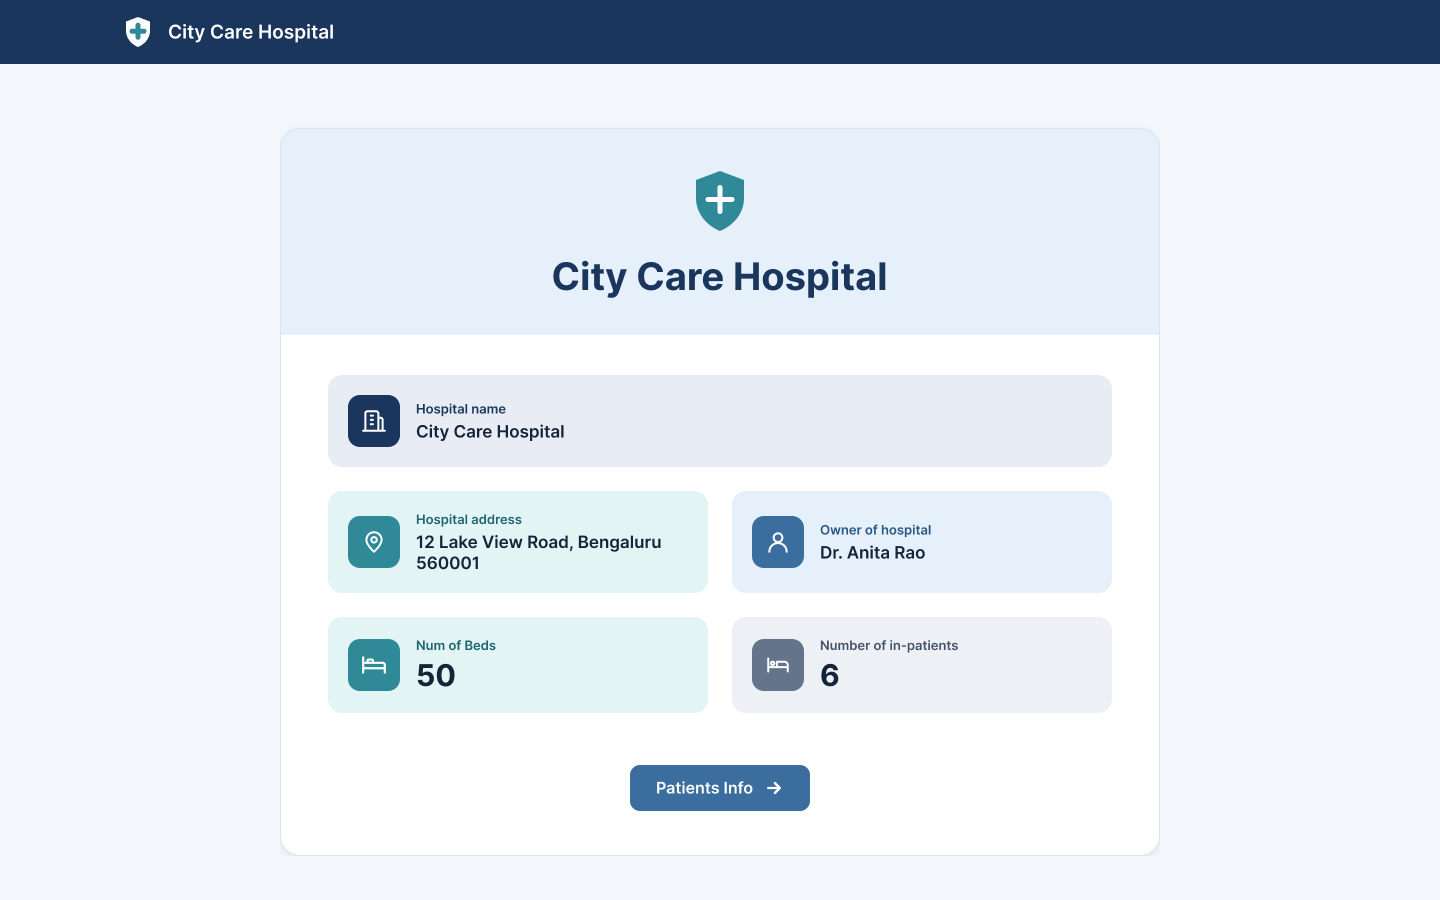 City Care Hospital
City Care Hospital
Hospital name
City Care Hospital
Hospital address
12 Lake View Road, Bengaluru
560001
Owner of hospital
Dr. Anita Rao
Num of Beds
50
Number of in-patients
6
Patients Info